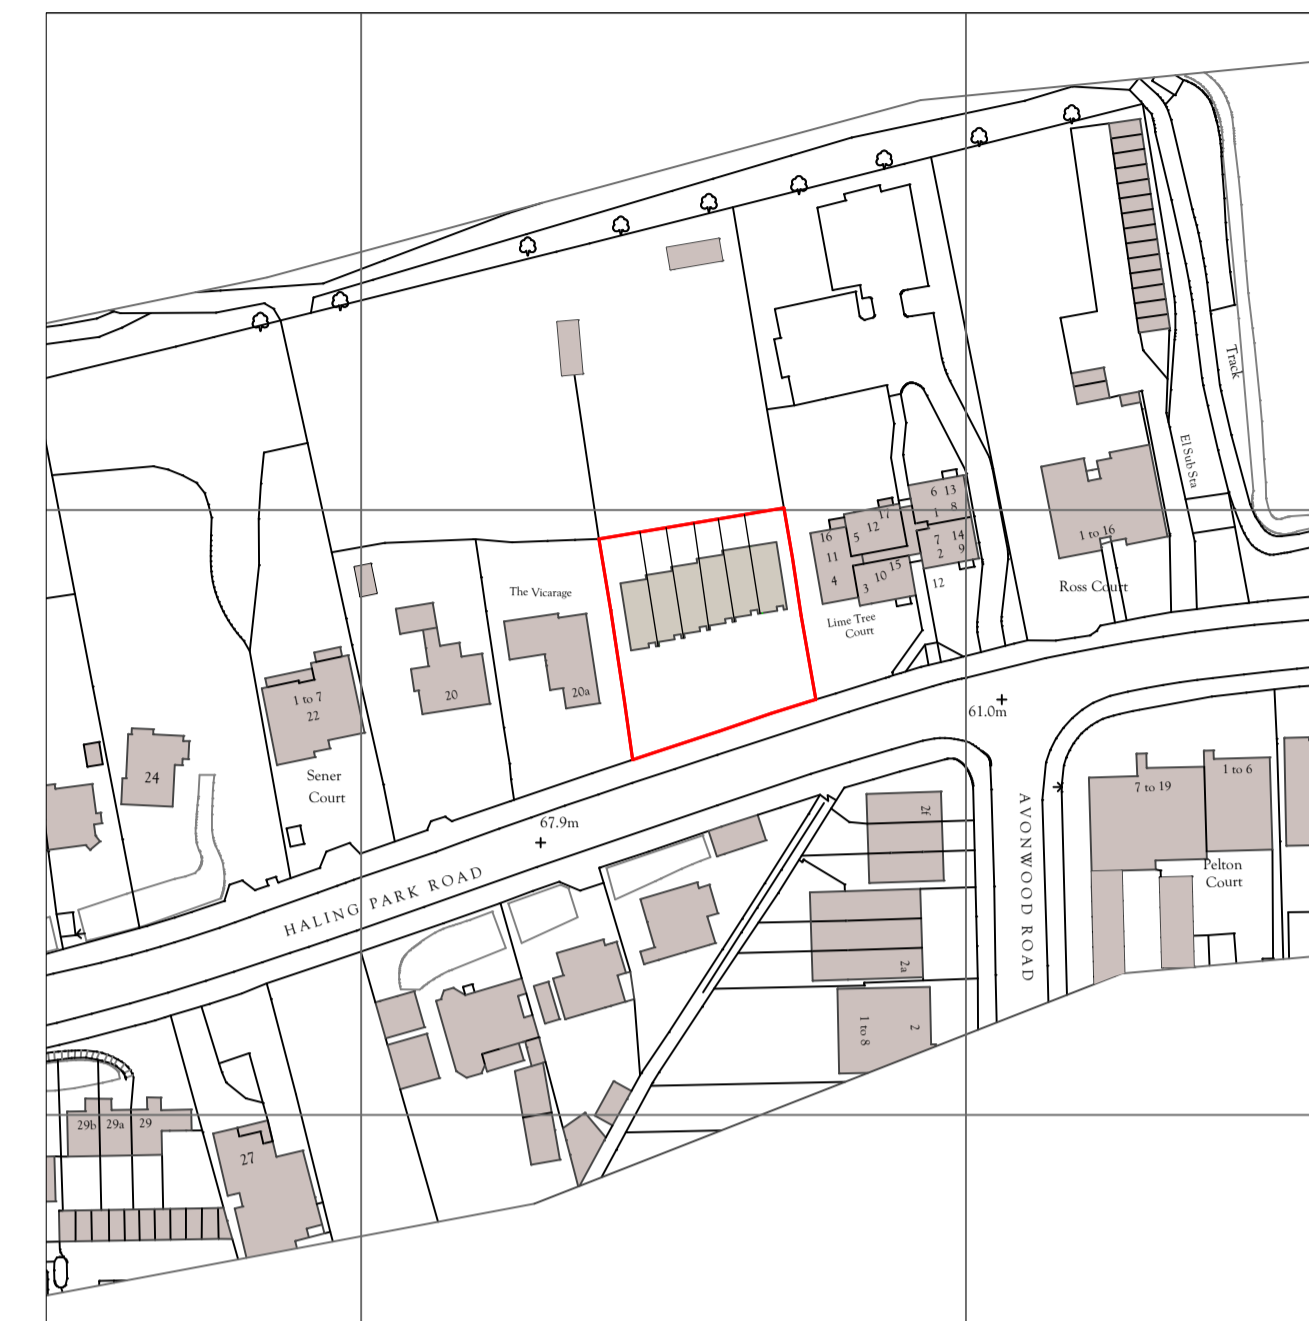 Track
El Sub Sta
6 13
17
1 8
12
16
5
7 14
1 to 16
11
2 9
15
4
3 10
12
Ross Court
The Vicarage
Lime Tree
Court
20
20a
1 to 7
22
61.0m
Sener
Court
24
67.9m
2f
7 to 19
1 to 6
Pelton
Court
HALING PARK ROAD
AVONWOOD ROAD
2a
1 to 8
2
29b 29a 29
27